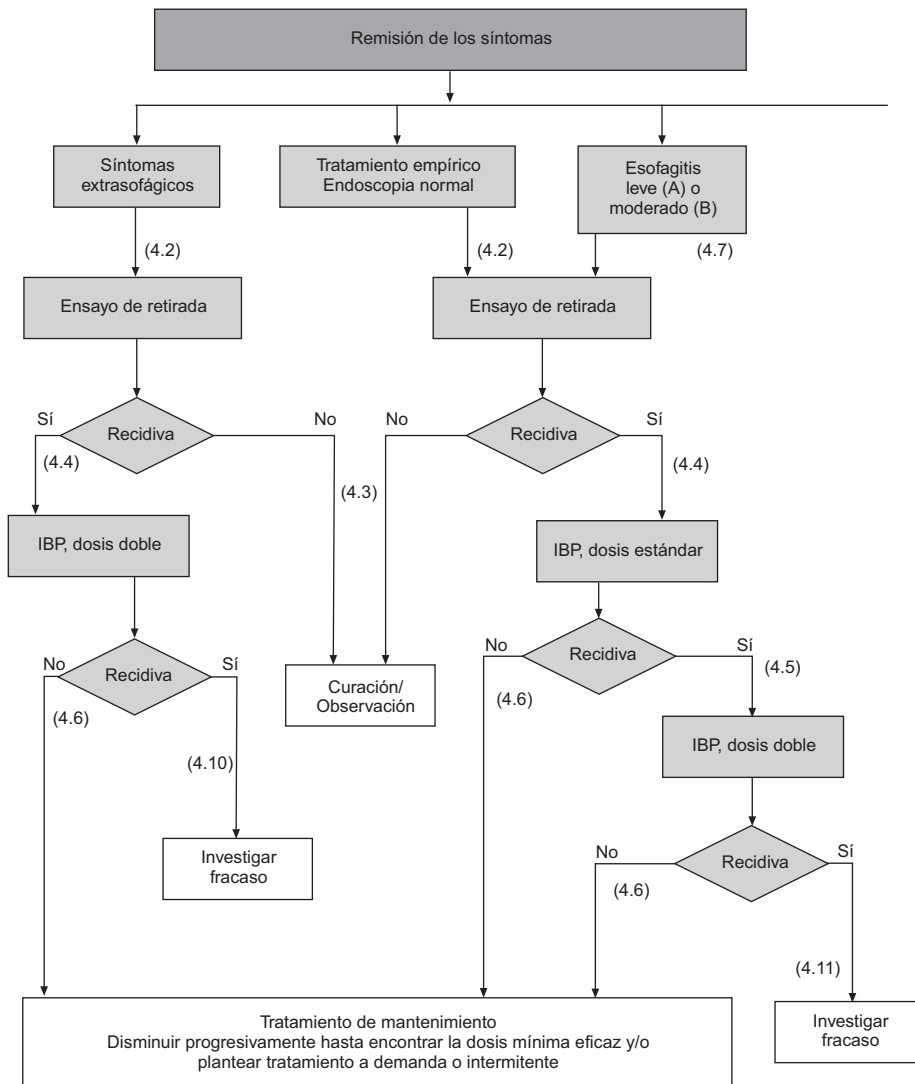 Remisión de los síntomas
Síntomas
extrasofágicos
Tratamiento empírico
Endoscopia normal
Esofagitis
leve (A) o
moderado (B)
(4.2)
(4.2)
(4.7)
Ensayo de retirada
Ensayo de retirada
Sí
Recidiva
No
No
Recidiva
Sí
(4.4)
(4.3)
(4.4)
IBP, dosis doble
IBP, dosis estándar
No
Recidiva
Sí
No
Recidiva
Sí
(4.6)
(4.10)
Curación/
Observación
(4.6)
(4.5)
IBP, dosis doble
Investigar
fracaso
No
Recidiva
Sí
(4.6)
(4.11)
Investigar
fracaso
Tratamiento de mantenimiento
Disminuir progresivamente hasta encontrar la dosis mínima eficaz y/o
plantear tratamiento a demanda o intermitente